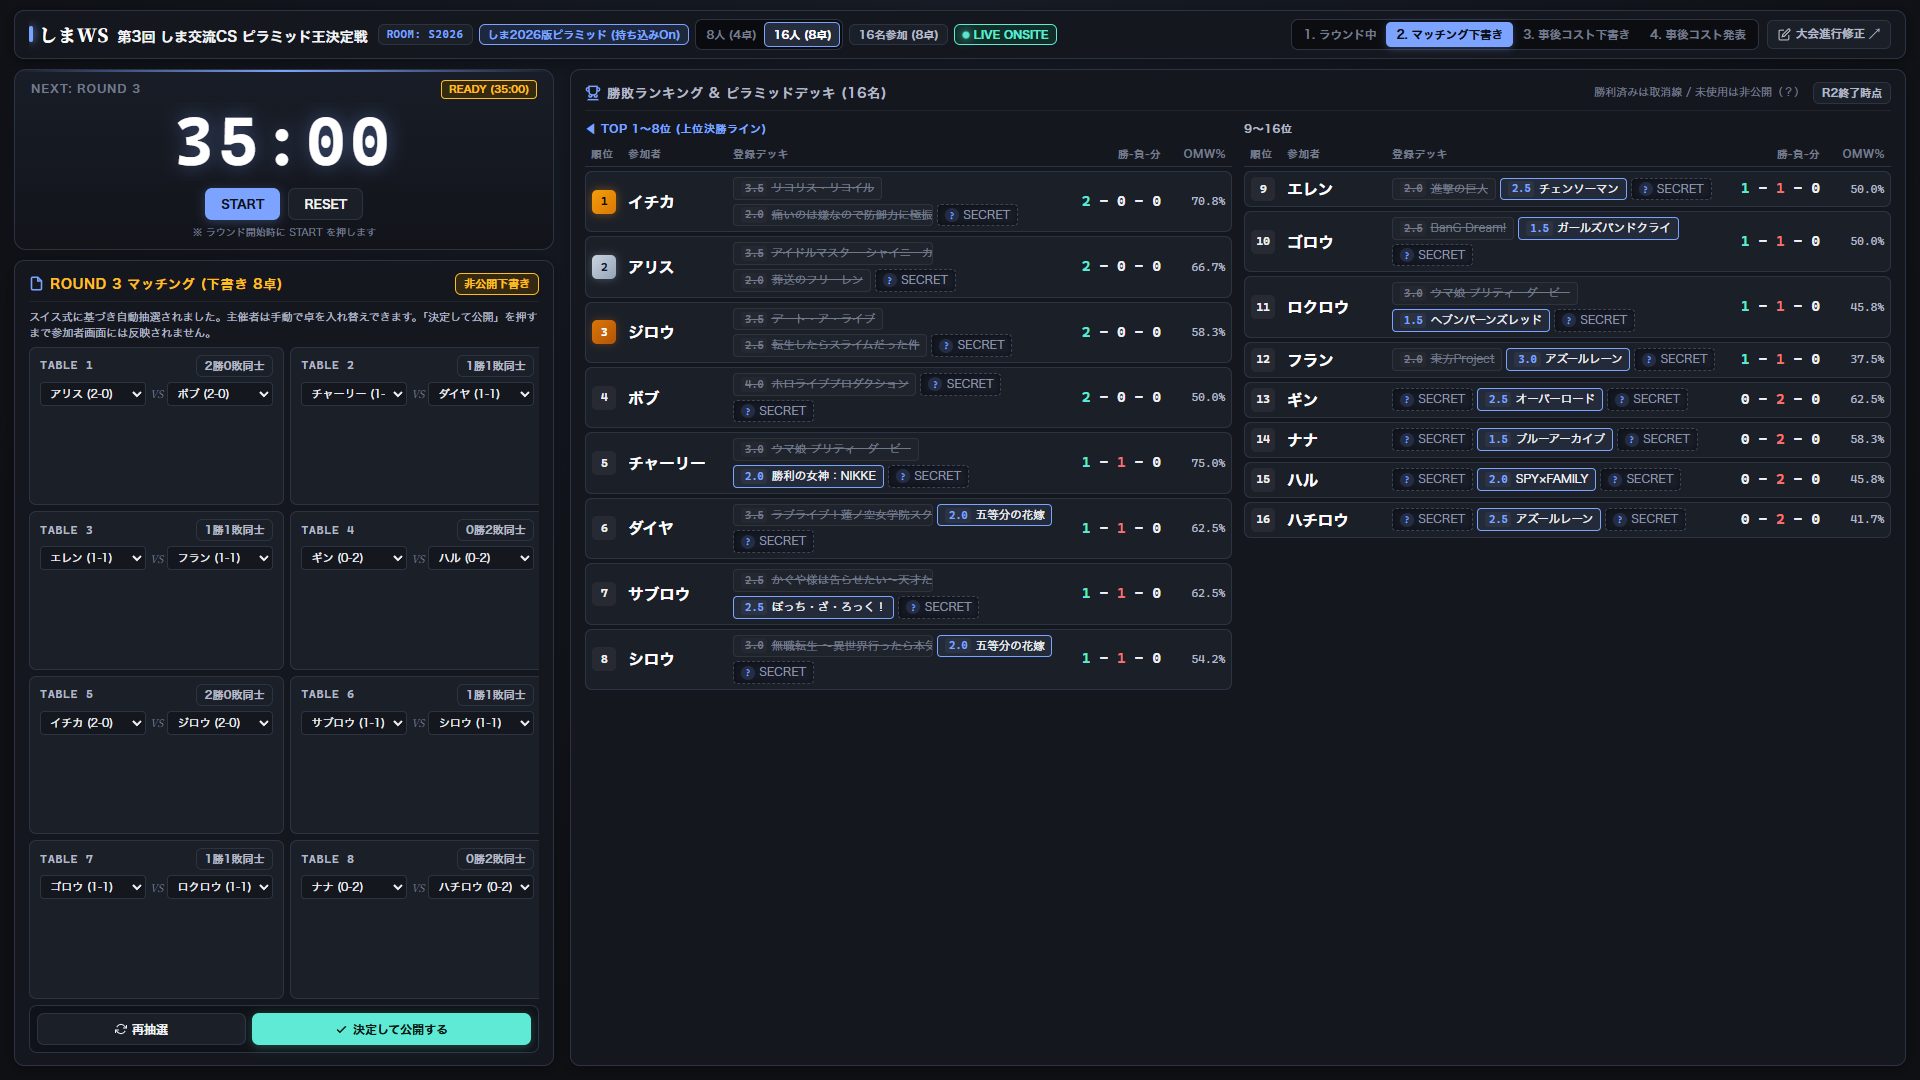 しまWS 第3回 しま交流CS ピラミッド王決定戦 ROOM: S2026 しま2026版ピラミッド (持ち込みOn) 8人 (4卓) 16人 (8卓) 16名参加 (8卓) LIVE ONSITE
1. ラウンド中 2. マッチング下書き 3. 事後コスト下書き 4. 事後コスト発表 大会進行修正
NEXT: ROUND 3 READY (35:00)
35:00
START RESET
※ ラウンド開始時に START を押します
ROUND 3 マッチング (下書き 8卓) 非公開下書き
スイス式に基づき自動抽選されました。主催者は手動で卓を入れ替えできます。「決定して公開」を押す
まで参加者画面には反映されません。
TABLE 1 2勝0敗同士
アリス (2-0) VS ボブ (2-0)
TABLE 2 1勝1敗同士
チャーリー (1- VS ダイヤ (1-1)
TABLE 3 1勝1敗同士
エレン (1-1) VS フラン (1-1)
TABLE 4 0勝2敗同士
ギン (0-2) VS ハル (0-2)
TABLE 5 2勝0敗同士
イチカ (2-0) VS ジロウ (2-0)
TABLE 6 1勝1敗同士
サブロウ (1-1) VS シロウ (1-1)
TABLE 7 1勝1敗同士
ゴロウ (1-1) VS ロクロウ (1-1)
TABLE 8 0勝2敗同士
ナナ (0-2) VS ハチロウ (0-2)
再抽選 決定して公開する
勝敗ランキング & ピラミッドデッキ (16名) 勝利済みは取消線 / 未使用は非公開 (?) R2終了時点
TOP 1〜8位 (上位決勝ライン)
順位 参加者 登録デッキ 勝-負-分 OMW%
1 イチカ 3.5 リコリス・リコイル
2.0 痛いのは嫌なので防御力に極振 ? SECRET 2 - 0 - 0 70.8%
2 アリス 3.5 アイドルマスター シャイニーカ
2.0 葬送のフリーレン ? SECRET 2 - 0 - 0 66.7%
3 ジロウ 3.5 デート・ア・ライブ
2.5 転生したらスライムだった件 ? SECRET 2 - 0 - 0 58.3%
4 ボブ 4.0 ホロライブプロダクション ? SECRET
? SECRET 2 - 0 - 0 50.0%
5 チャーリー 3.0 ウマ娘 プリティーダービー
2.0 勝利の女神：NIKKE ? SECRET 1 - 1 - 0 75.0%
6 ダイヤ 3.5 ラブライブ！蓮ノ空女学院スク 2.0 五等分の花嫁
? SECRET 1 - 1 - 0 62.5%
7 サブロウ 2.5 かぐや様は告らせたい〜天才た
2.5 ぼっち・ざ・ろっく！ ? SECRET 1 - 1 - 0 62.5%
8 シロウ 3.0 無職転生 〜異世界行ったら本気 2.0 五等分の花嫁
? SECRET 1 - 1 - 0 54.2%
9〜16位
順位 参加者 登録デッキ 勝-負-分 OMW%
9 エレン 2.0 進撃の巨人 2.5 チェンソーマン ? SECRET 1 - 1 - 0 50.0%
10 ゴロウ 2.5 BanG Dream! 1.5 ガールズバンドクライ
? SECRET 1 - 1 - 0 50.0%
11 ロクロウ 3.0 ウマ娘 プリティーダービー
1.5 ヘブンバーンズレッド ? SECRET 1 - 1 - 0 45.8%
12 フラン 2.0 東方Project 3.0 アズールレーン ? SECRET 1 - 1 - 0 37.5%
13 ギン ? SECRET 2.5 オーバーロード ? SECRET 0 - 2 - 0 62.5%
14 ナナ ? SECRET 1.5 ブルーアーカイブ ? SECRET 0 - 2 - 0 58.3%
15 ハル ? SECRET 2.0 SPY×FAMILY ? SECRET 0 - 2 - 0 45.8%
16 ハチロウ ? SECRET 2.5 アズールレーン ? SECRET 0 - 2 - 0 41.7%